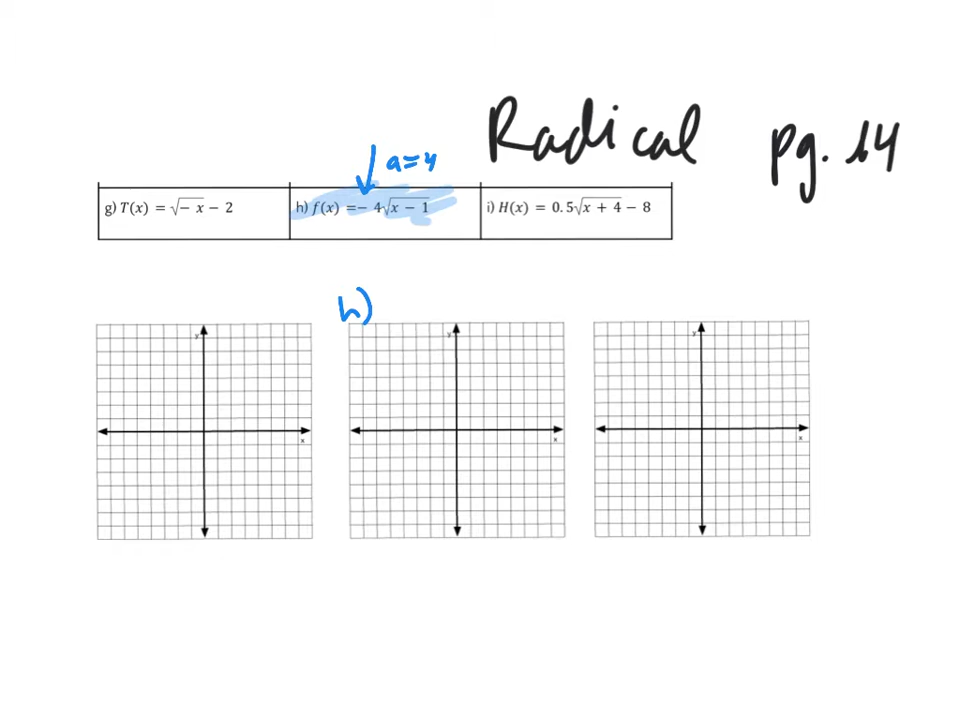 Radical pg. 14
a=4
g) T(x) = √−x − 2
h) f(x) =− 4√x − 1
i) H(x) = 0.5√x + 4 − 8
h)
y
y
y
x
x
x